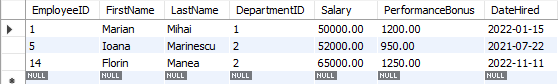 EmployeeID FirstName LastName DepartmentID Salary PerformanceBonus DateHired
1 Marian Mihai 1 50000.00 1200.00 2022-01-15
5 Ioana Marinescu 2 52000.00 950.00 2021-07-22
14 Florin Manea 2 65000.00 1250.00 2022-11-11
NULL NULL NULL NULL NULL NULL NULL